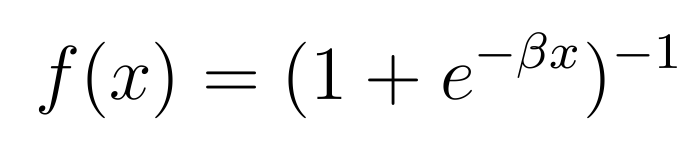 f(x) = (1 + e^{-βx})^{-1}